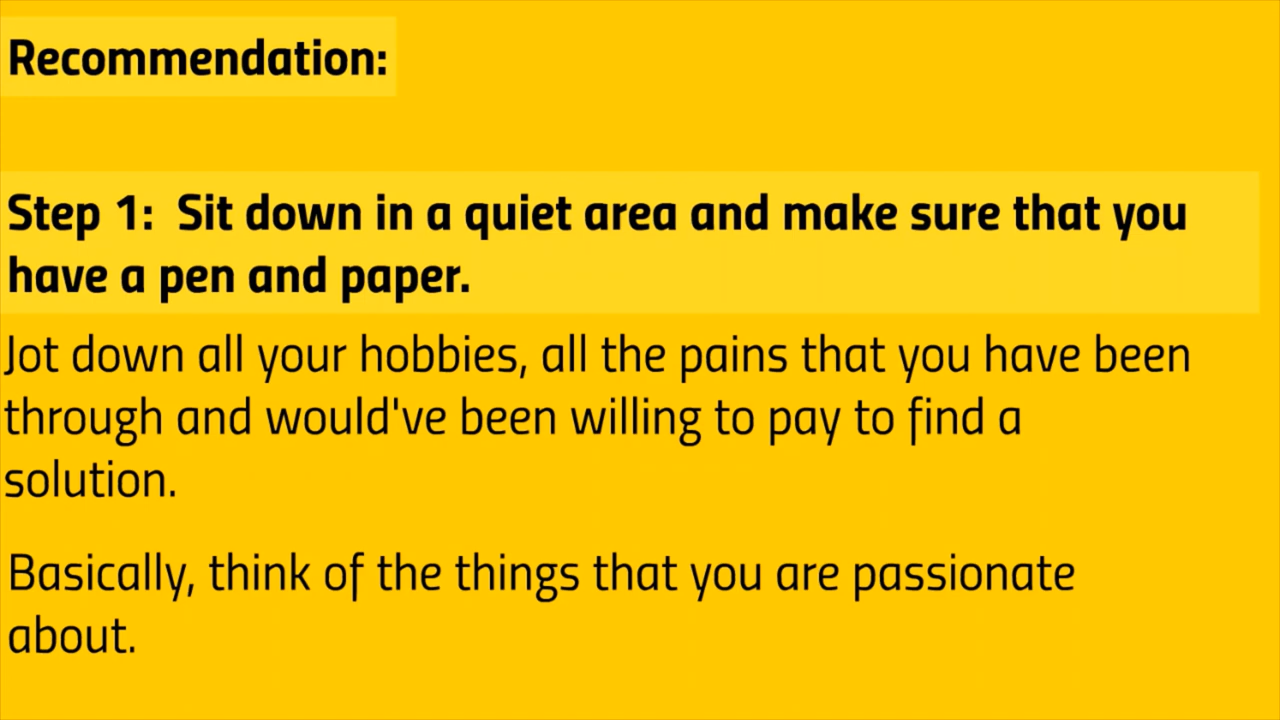 Recommendation:
Step 1:  Sit down in a quiet area and make sure that you
have a pen and paper.
Jot down all your hobbies, all the pains that you have been
through and would've been willing to pay to find a
solution.
Basically, think of the things that you are passionate
about.